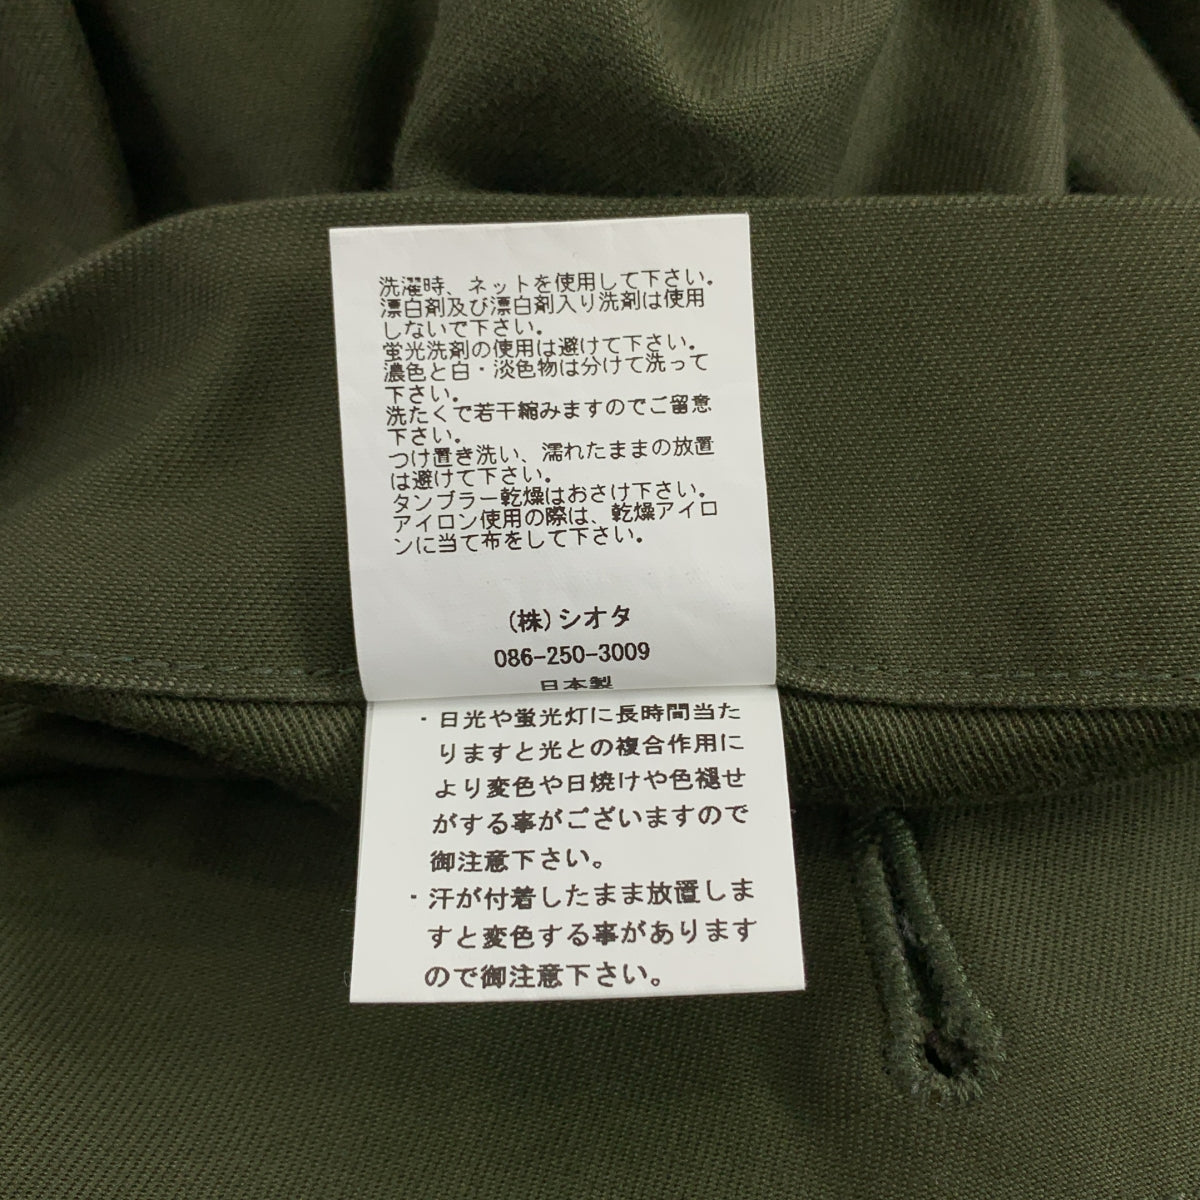 洗濯時、ネットを使用して下さい。
漂白剤及び漂白剤入り洗剤は使用
しないで下さい。
蛍光洗剤の使用は避けて下さい。
濃色と白・淡色物は分けて洗って
下さい。
洗たくで若干縮みますのでご留意
下さい。
つけ置き洗い、濡れたままの放置
は避けて下さい。
タンブラー乾燥はおさけ下さい。
アイロン使用の際は、乾燥アイロ
ンに当て布をして下さい。
(株)シオタ
086-250-3009
日本製
・日光や蛍光灯に長時間当た
りますと光との複合作用に
より変色や日焼けや色褪せ
がする事がございますので
御注意下さい。
・汗が付着したまま放置しま
すと変色する事があります
ので御注意下さい。